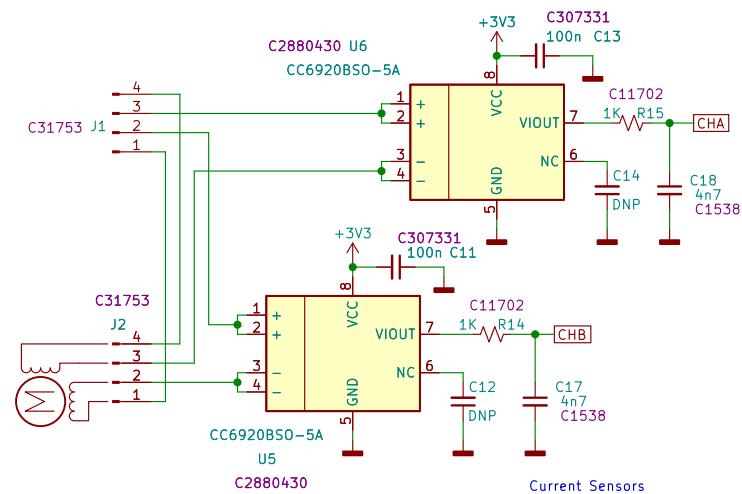 +3V3
C307331
100n C13
C2880430 U6
CC6920BSO-5A
8
VCC
4
3
2
1
C31753 J1
1
+
2
+
3
-
4
-
VIOUT
7
NC
6
GND
5
C11702
1K R15
CHA
C14
DNP
C18
4n7
C1538
+3V3
C307331
100n C11
8
VCC
C31753
J2
4
3
2
1
M
1
+
2
+
3
-
4
-
VIOUT
7
NC
6
GND
5
C11702
1K R14
CHB
C12
DNP
C17
4n7
C1538
CC6920BSO-5A
U5
C2880430
Current Sensors